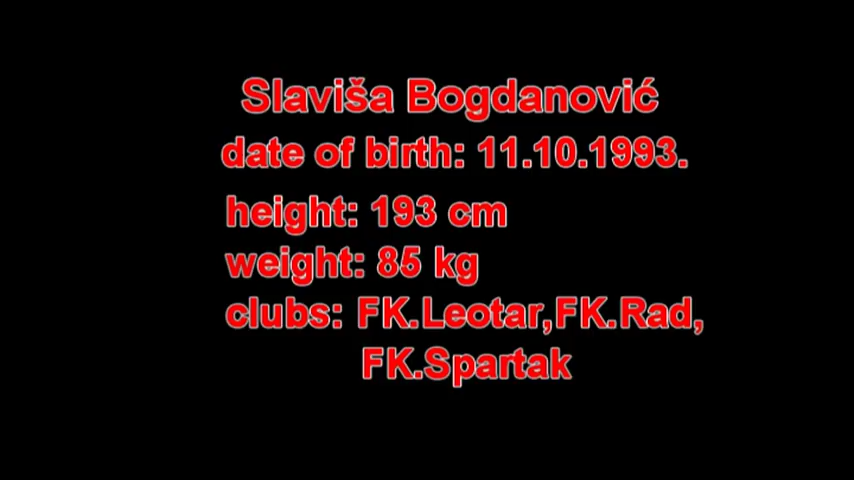 Slaviša Bogdanović
date of birth: 11.10.1993.
height: 193 cm
weight: 85 kg
clubs: FK.Leotar,FK.Rad,
FK.Spartak